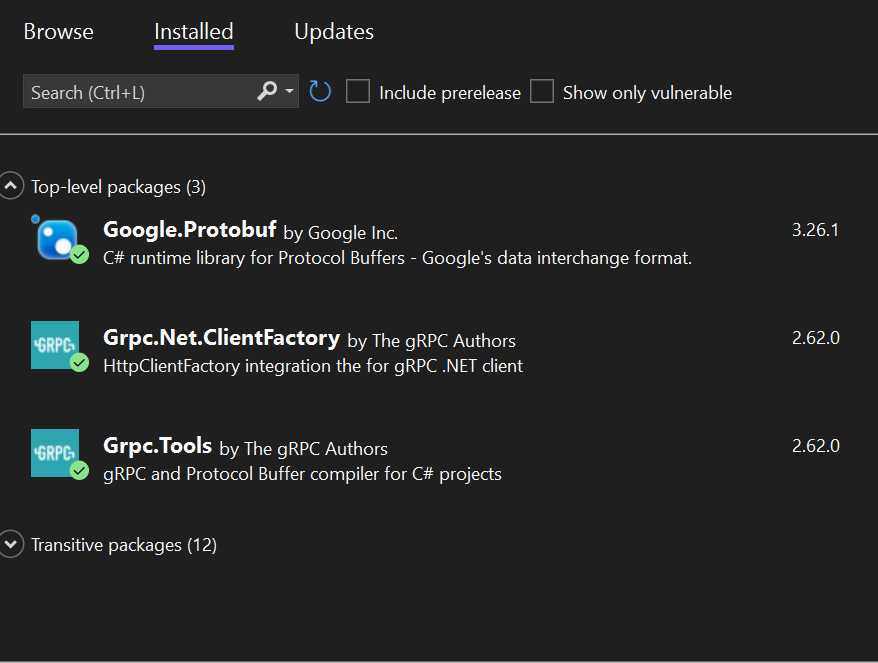 Browse Installed Updates
Search (Ctrl+L) Include prerelease Show only vulnerable
Top-level packages (3)
Google.Protobuf by Google Inc. 3.26.1
C# runtime library for Protocol Buffers - Google's data interchange format.
GRPC
Grpc.Net.ClientFactory by The gRPC Authors 2.62.0
HttpClientFactory integration the for gRPC .NET client
GRPC
Grpc.Tools by The gRPC Authors 2.62.0
gRPC and Protocol Buffer compiler for C# projects
Transitive packages (12)